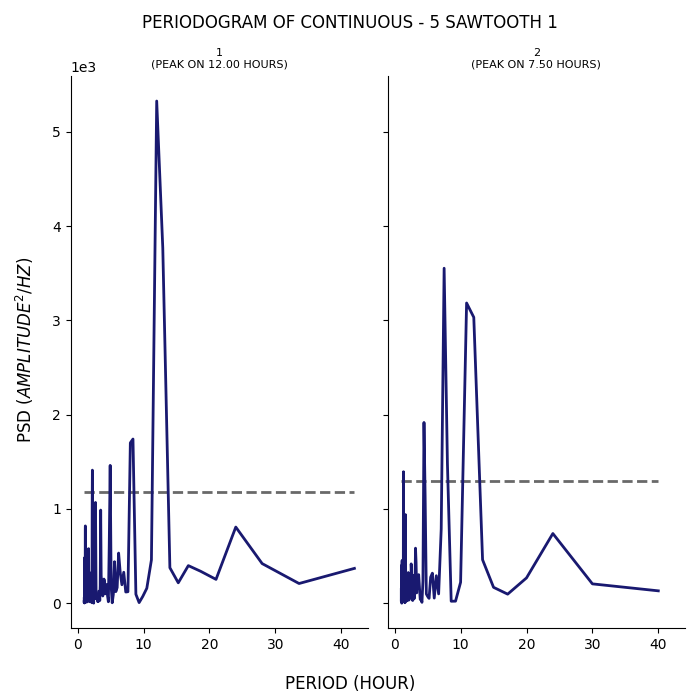 PERIODOGRAM OF CONTINUOUS - 5 SAWTOOTH 1
1
(PEAK ON 12.00 HOURS)
2
(PEAK ON 7.50 HOURS)
1e3
5
4
3
2
1
0
PSD (AMPLITUDE²/HZ)
0 10 20 30 40
0 10 20 30 40
PERIOD (HOUR)